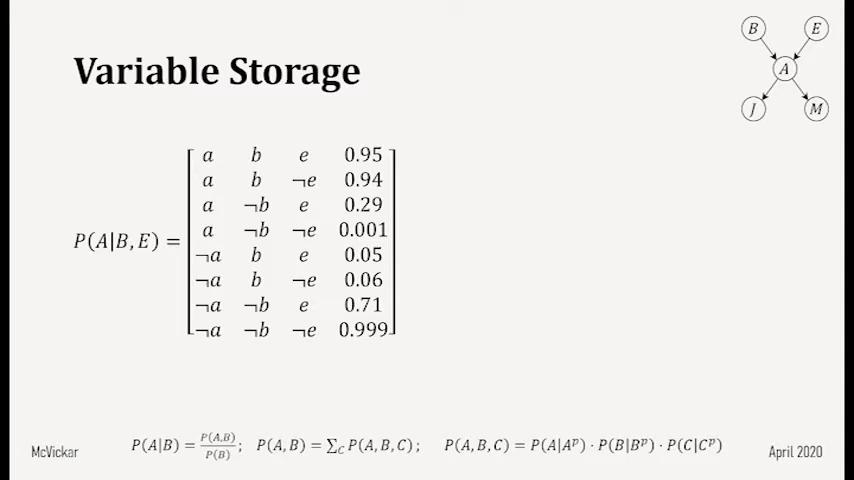 B E
Variable Storage
A
J M
a b e 0.95
a b ¬e 0.94
a ¬b e 0.29
a ¬b ¬e 0.001
P(A|B, E) =
¬a b e 0.05
¬a b ¬e 0.06
¬a ¬b e 0.71
¬a ¬b ¬e 0.999
P(A|B) = P(A,B)/P(B); P(A, B) = ∑_C P(A, B, C); P(A, B, C) = P(A|A^p) · P(B|B^p) · P(C|C^p)
McVickar April 2020